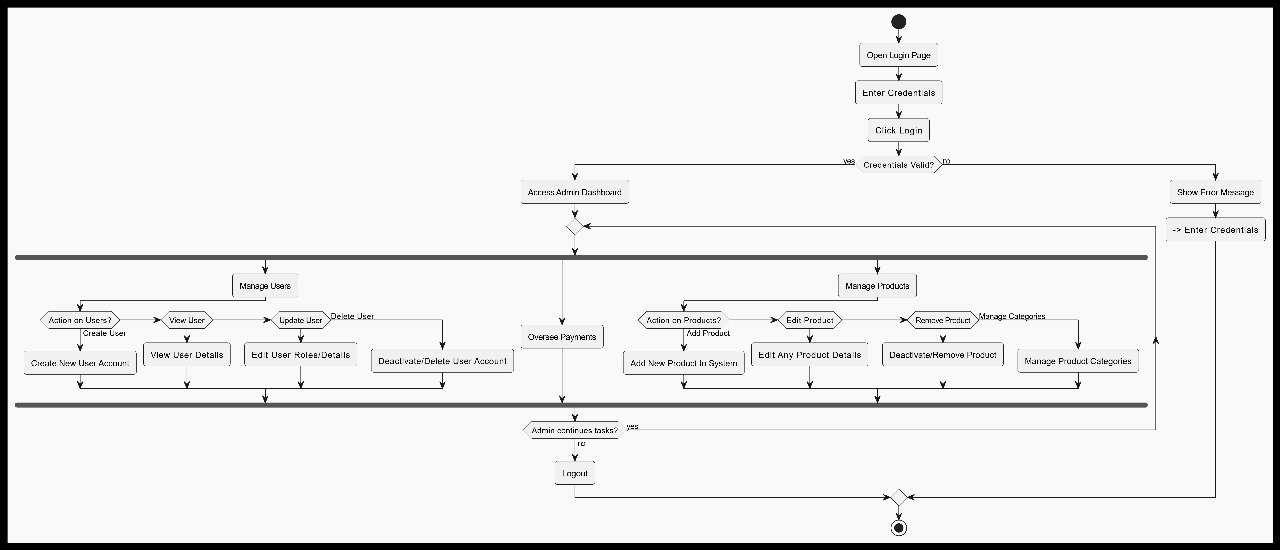 Open Login Page
Enter Credentials
Click Login
yes
Credentials Valid?
no
Access Admin Dashboard
Show Error Message
-> Enter Credentials
Manage Users
Manage Products
Action on Users?
View User
Update User
Delete User
Create User
Create New User Account
View User Details
Edit User Roles/Details
Deactivate/Delete User Account
Oversee Payments
Action on Products?
Edit Product
Remove Product
Manage Categories
Add Product
Add New Product to System
Edit Any Product Details
Deactivate/Remove Product
Manage Product Categories
Admin continues tasks?
yes
no
Logout